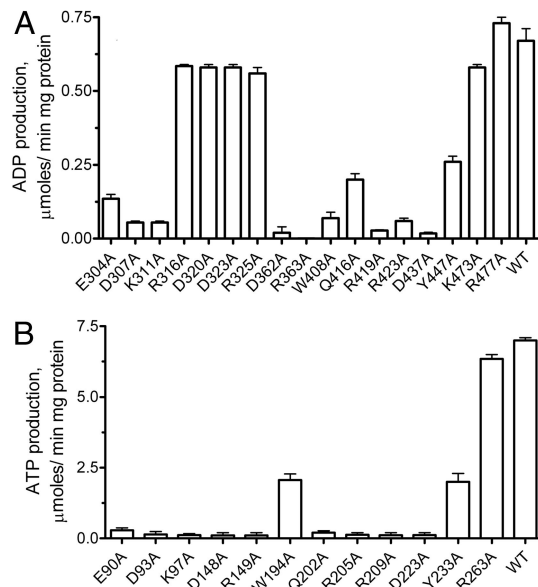 A
ADP production,
μmoles/ min mg protein
0.75
0.50
0.25
0.00
E304A
D307A
K311A
R316A
D320A
D323A
R325A
D362A
R363A
W408A
Q416A
R419A
R423A
D437A
Y447A
K473A
R477A
WT
B
ATP production,
μmoles/ min mg protein
7.5
5.0
2.5
0.0
E90A
D93A
K97A
D148A
R149A
W194A
Q202A
R205A
R209A
D223A
Y233A
R263A
WT